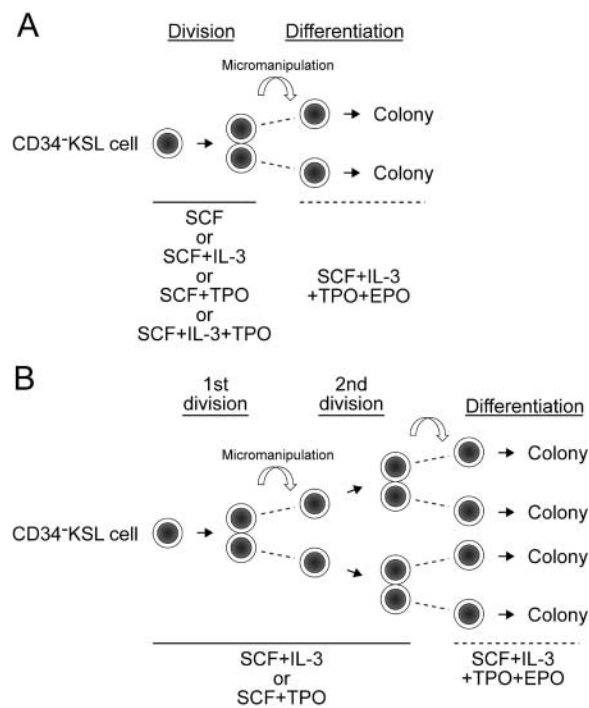 A
Division Differentiation
Micromanipulation
CD34⁻KSL cell
Colony
Colony
SCF
or
SCF+IL-3
or
SCF+TPO
or
SCF+IL-3+TPO
SCF+IL-3
+TPO+EPO
B
1st
division
2nd
division
Differentiation
Micromanipulation
CD34⁻KSL cell
Colony
Colony
Colony
Colony
SCF+IL-3
or
SCF+TPO
SCF+IL-3
+TPO+EPO